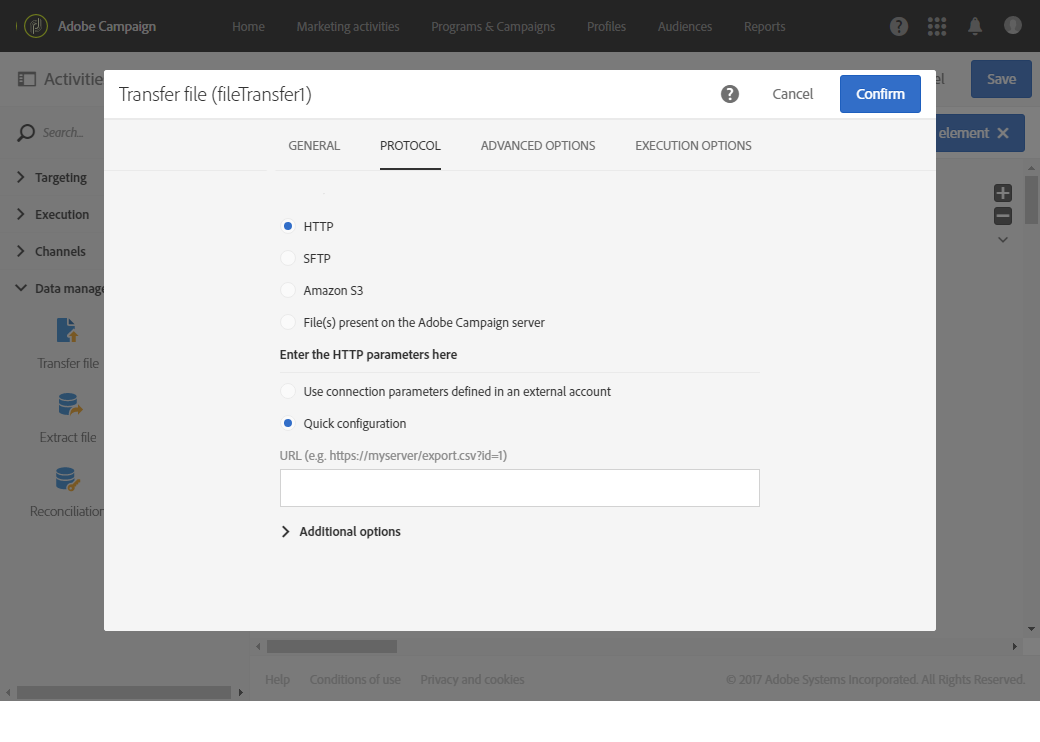 Adobe Campaign Home Marketing activities Programs & Campaigns Profiles Audiences Reports
Activitie
Save
Transfer file (fileTransfer1) Cancel Confirm
Search...
element
GENERAL PROTOCOL ADVANCED OPTIONS EXECUTION OPTIONS
Targeting
Execution
Channels
Data manage
Transfer file
Extract file
Reconciliation
HTTP
SFTP
Amazon S3
File(s) present on the Adobe Campaign server
Enter the HTTP parameters here
Use connection parameters defined in an external account
Quick configuration
URL (e.g. https://myserver/export.csv?id=1)
Additional options
Help Conditions of use Privacy and cookies © 2017 Adobe Systems Incorporated. All Rights Reserved.